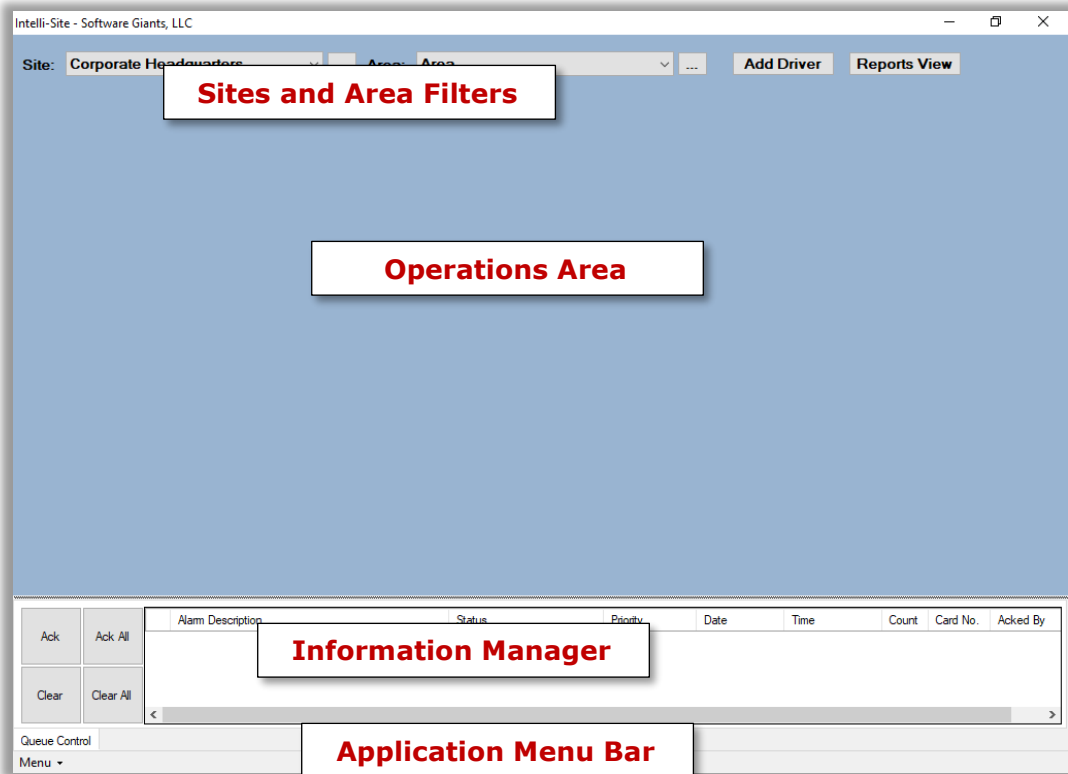 Intelli-Site - Software Giants, LLC
Site: Corporate Headquarters Area: Area ... Add Driver Reports View
Sites and Area Filters
Operations Area
Alarm Description Status Priority Date Time Count Card No. Acked By
Ack Ack All
Information Manager
Clear Clear All
Queue Control
Application Menu Bar
Menu